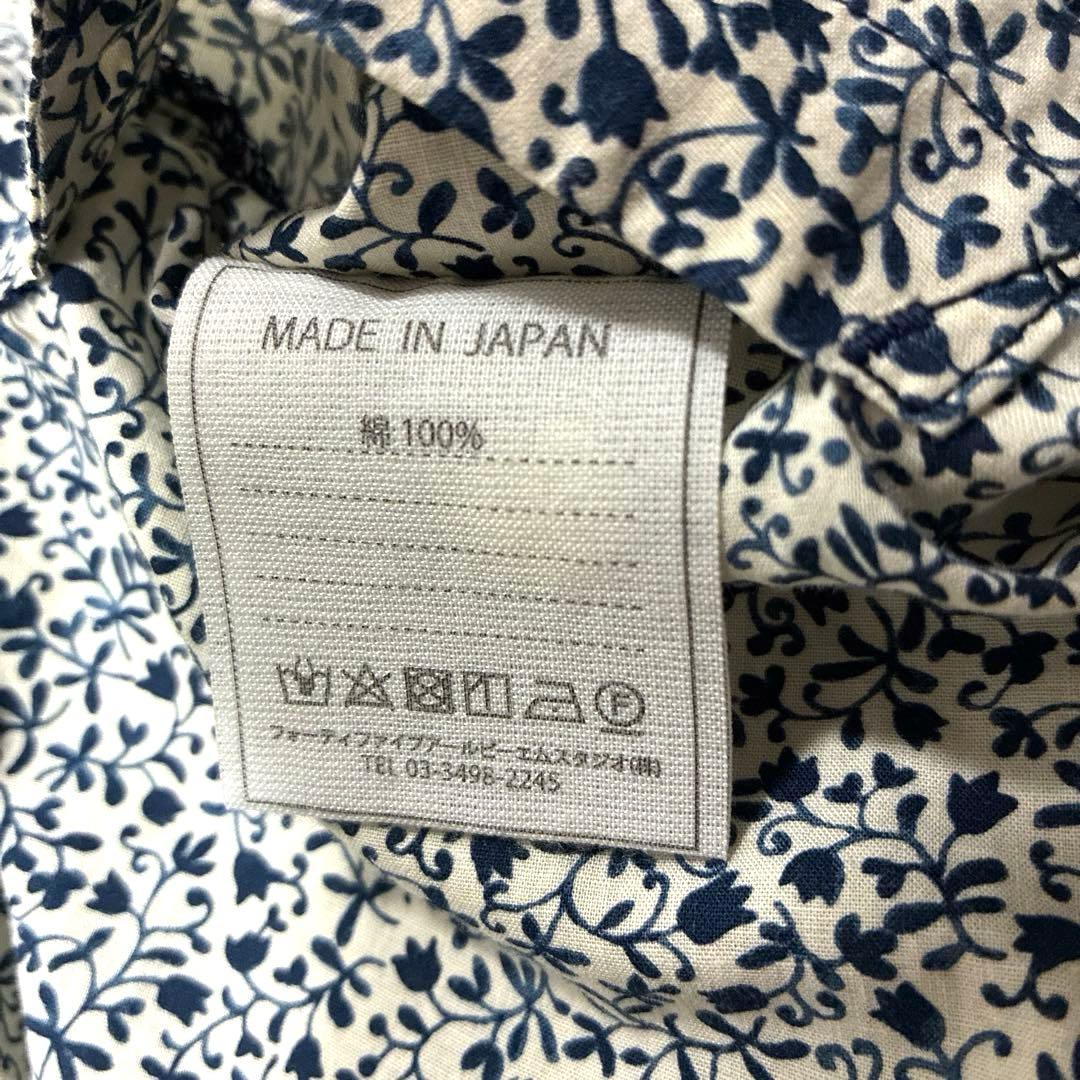 MADE IN JAPAN
綿100%
フォーティファイブアールピーエムスタジオ(株)
TEL 03-3498-2245